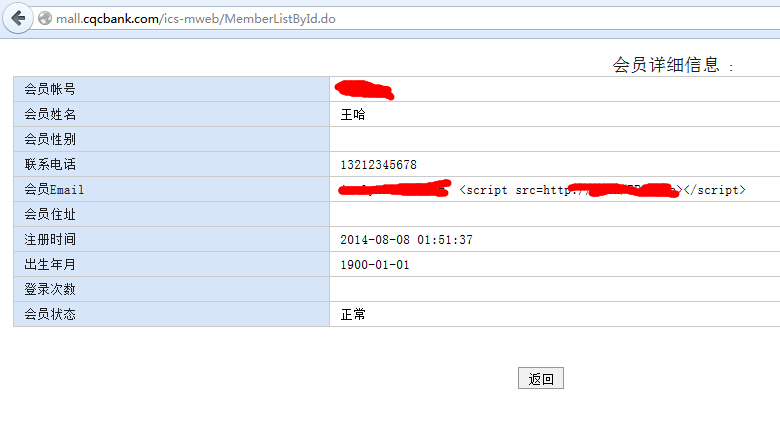 mall.cqcbank.com/ics-mweb/MemberListById.do
会员详细信息 :
会员帐号
会员姓名 王哈
会员性别
联系电话 13212345678
会员Email <script src=http:// ></script>
会员住址
注册时间 2014-08-08 01:51:37
出生年月 1900-01-01
登录次数
会员状态 正常
返回